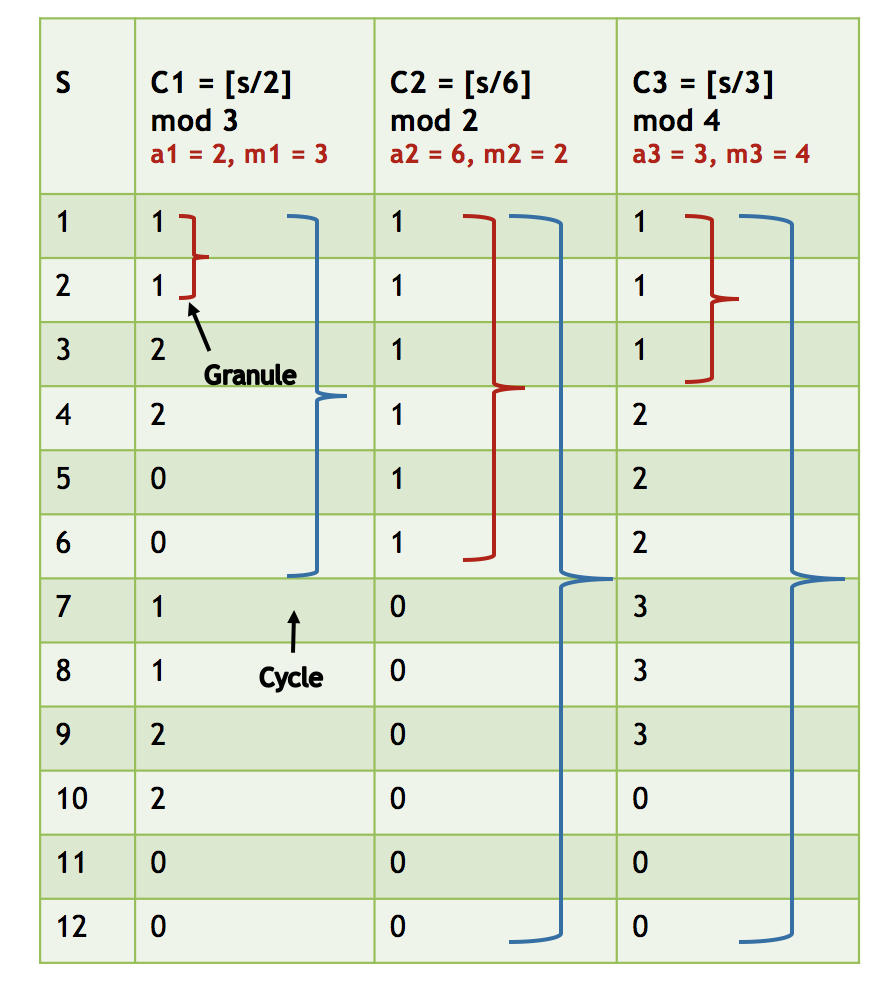 S
C1 = [s/2]
mod 3
a1 = 2, m1 = 3
C2 = [s/6]
mod 2
a2 = 6, m2 = 2
C3 = [s/3]
mod 4
a3 = 3, m3 = 4
1 1 1 1
2 1 1 1
3 2 1 1
Granule
4 2 1 2
5 0 1 2
6 0 1 2
7 1 0 3
8 1 0 3
Cycle
9 2 0 3
10 2 0 0
11 0 0 0
12 0 0 0